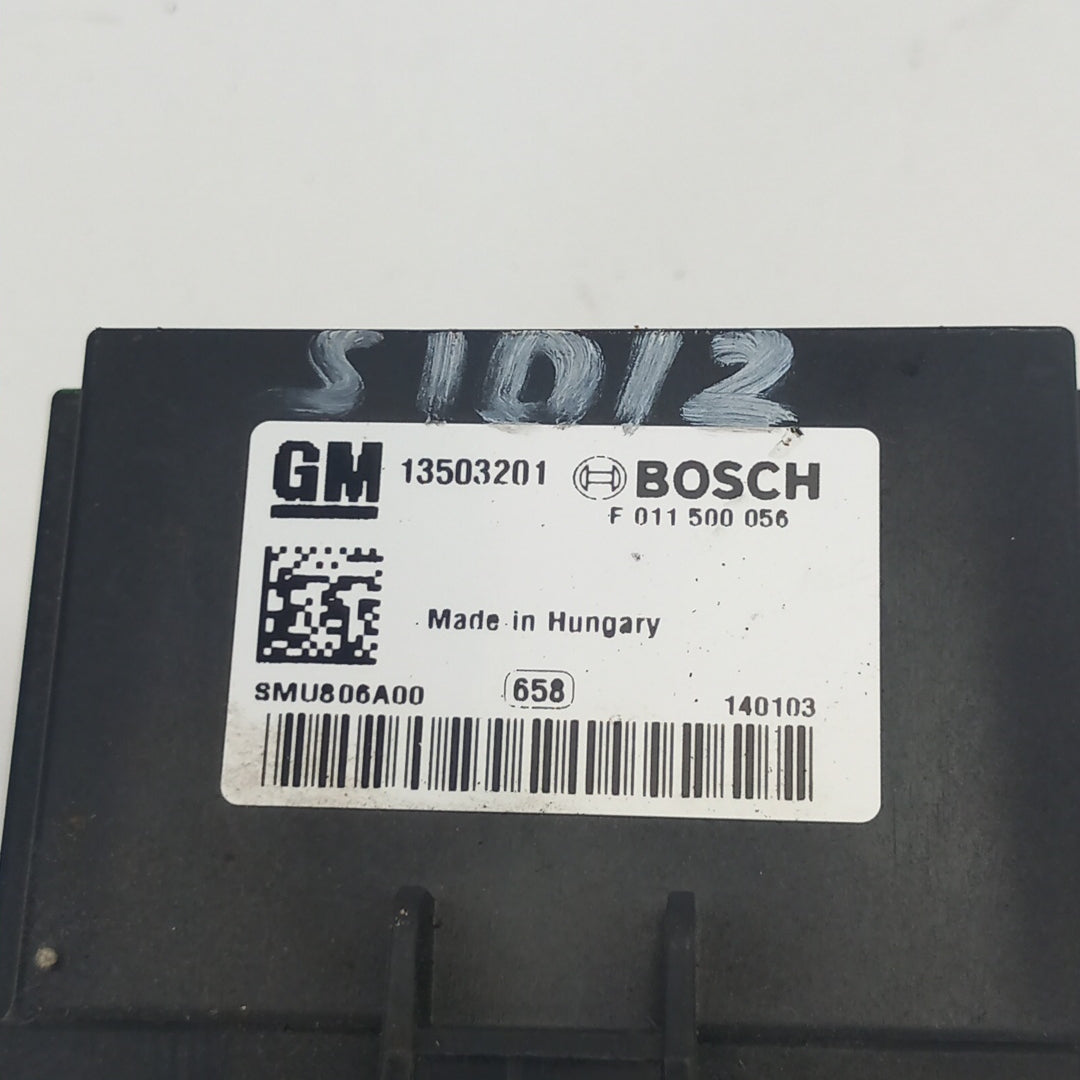 S1012
GM 13503201 BOSCH
F 011 500 056
Made in Hungary
SMU806A00 658 140103